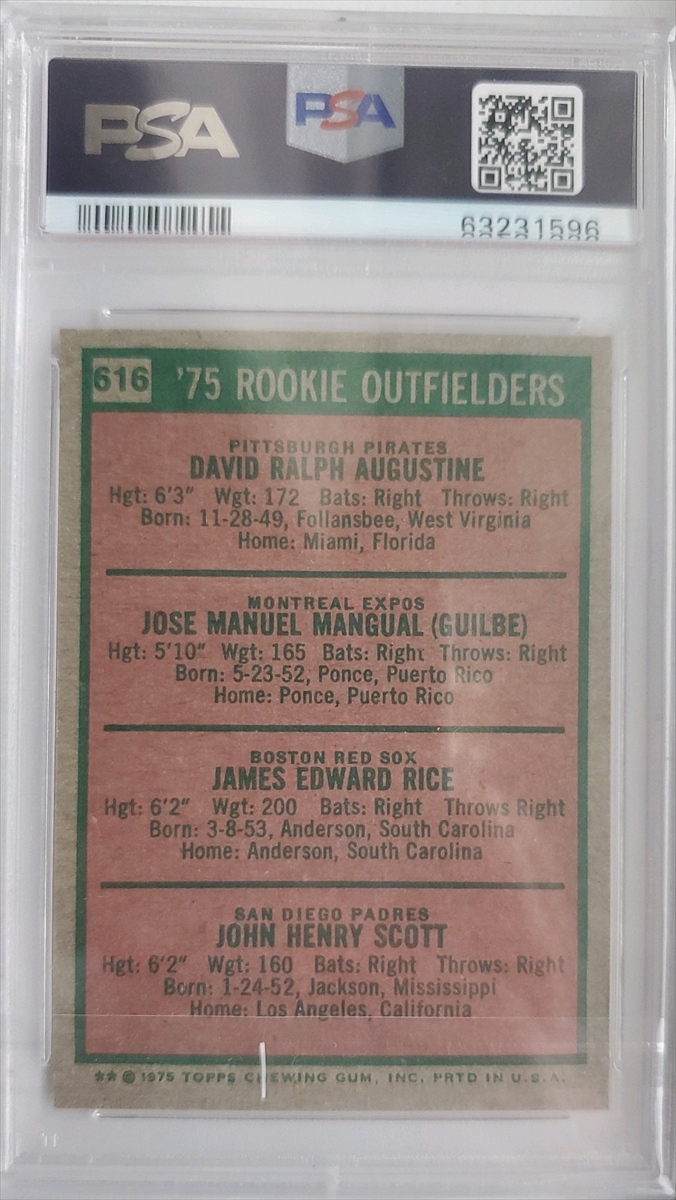 PSA
PSA
63231596
616 '75 ROOKIE OUTFIELDERS
PITTSBURGH PIRATES
DAVID RALPH AUGUSTINE
Hgt: 6'3" Wgt: 172 Bats: Right Throws: Right
Born: 11-28-49, Follansbee, West Virginia
Home: Miami, Florida
MONTREAL EXPOS
JOSE MANUEL MANGUAL (GUILBE)
Hgt: 5'10" Wgt: 165 Bats: Right Throws: Right
Born: 5-23-52, Ponce, Puerto Rico
Home: Ponce, Puerto Rico
BOSTON RED SOX
JAMES EDWARD RICE
Hgt: 6'2" Wgt: 200 Bats: Right Throws Right
Born: 3-8-53, Anderson, South Carolina
Home: Anderson, South Carolina
SAN DIEGO PADRES
JOHN HENRY SCOTT
Hgt: 6'2" Wgt: 160 Bats: Right Throws: Right
Born: 1-24-52, Jackson, Mississippi
Home: Los Angeles, California
** © 1975 TOPPS CHEWING GUM, INC. PRTD IN U.S.A.